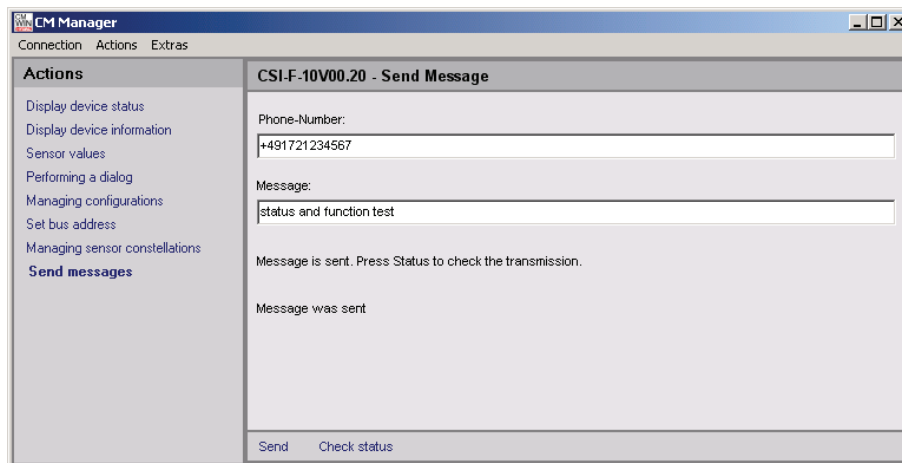 CM Manager
Connection Actions Extras
Actions
Display device status
Display device information
Sensor values
Performing a dialog
Managing configurations
Set bus address
Managing sensor constellations
Send messages
CSI-F-10V00.20 - Send Message
Phone-Number:
+491721234567
Message:
status and function test
Message is sent. Press Status to check the transmission.
Message was sent
Send Check status